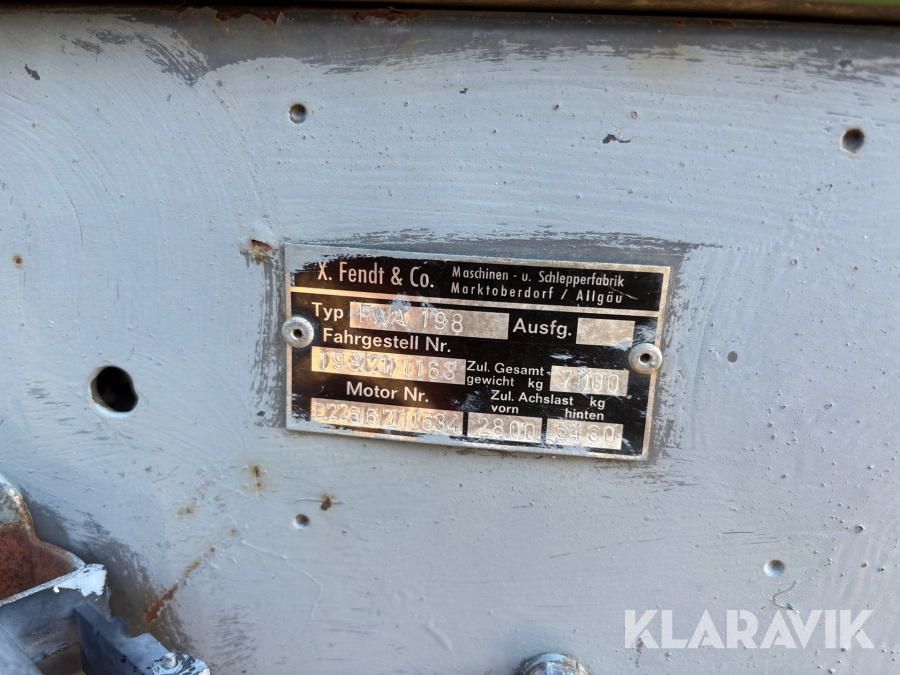 X. Fendt & Co. Maschinen - u. Schlepperfabrik
Marktoberdorf / Allgäu
Typ FWA 198 Ausfg.
Fahrgestell Nr.
Zul. Gesamt-
gewicht kg 7000
Motor Nr. Zul. Achslast kg
vorn hinten
2800
KLARAVIK